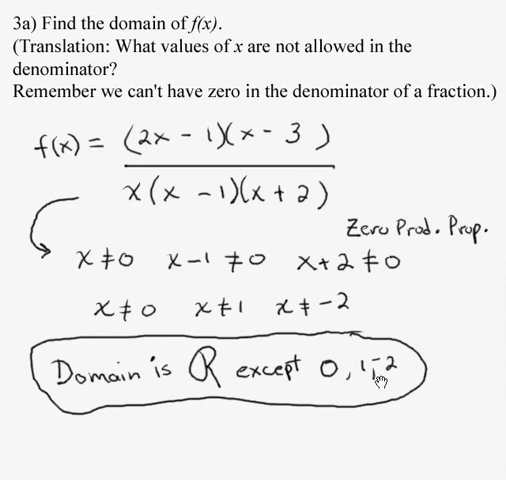 3a) Find the domain of f(x).
(Translation: What values of x are not allowed in the
denominator?
Remember we can't have zero in the denominator of a fraction.)
f(x) = (2x - 1)(x - 3)
x(x - 1)(x + 2)
Zero Prod. Prop.
x ≠ 0 x - 1 ≠ 0 x + 2 ≠ 0
x ≠ 0 x ≠ 1 x ≠ -2
Domain is ℝ except 0, 1, -2